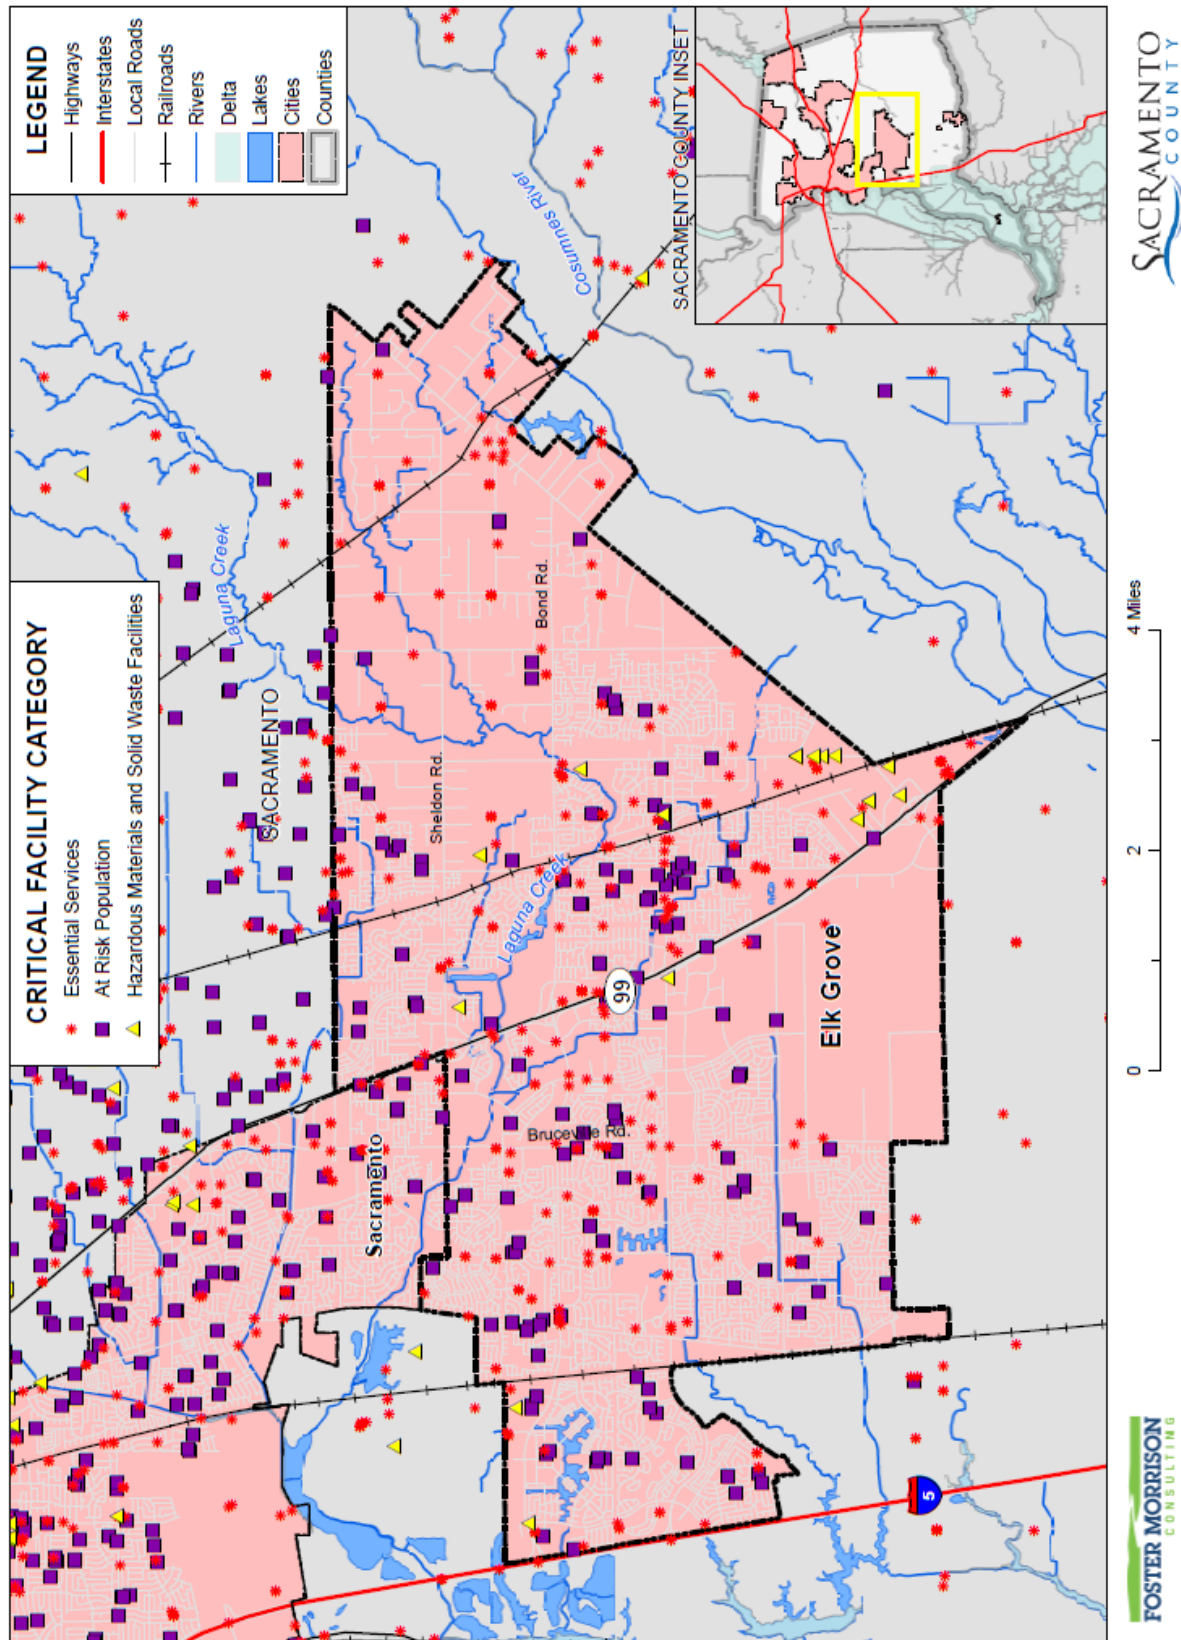 LEGEND
Highways
Interstates
Local Roads
Railroads
Rivers
Delta
Lakes
Cities
Counties
CRITICAL FACILITY CATEGORY
Essential Services
At Risk Population
Hazardous Materials and Solid Waste Facilities
SACRAMENTO COUNTY INSET
Cosumnes River
Laguna Creek
SACRAMENTO
Bond Rd.
Sheldon Rd.
Laguna Creek
99
Elk Grove
Bruceville Rd.
Sacramento
5
0
2
4 Miles
SACRAMENTO
COUNTY
FOSTER MORRISON
CONSULTING